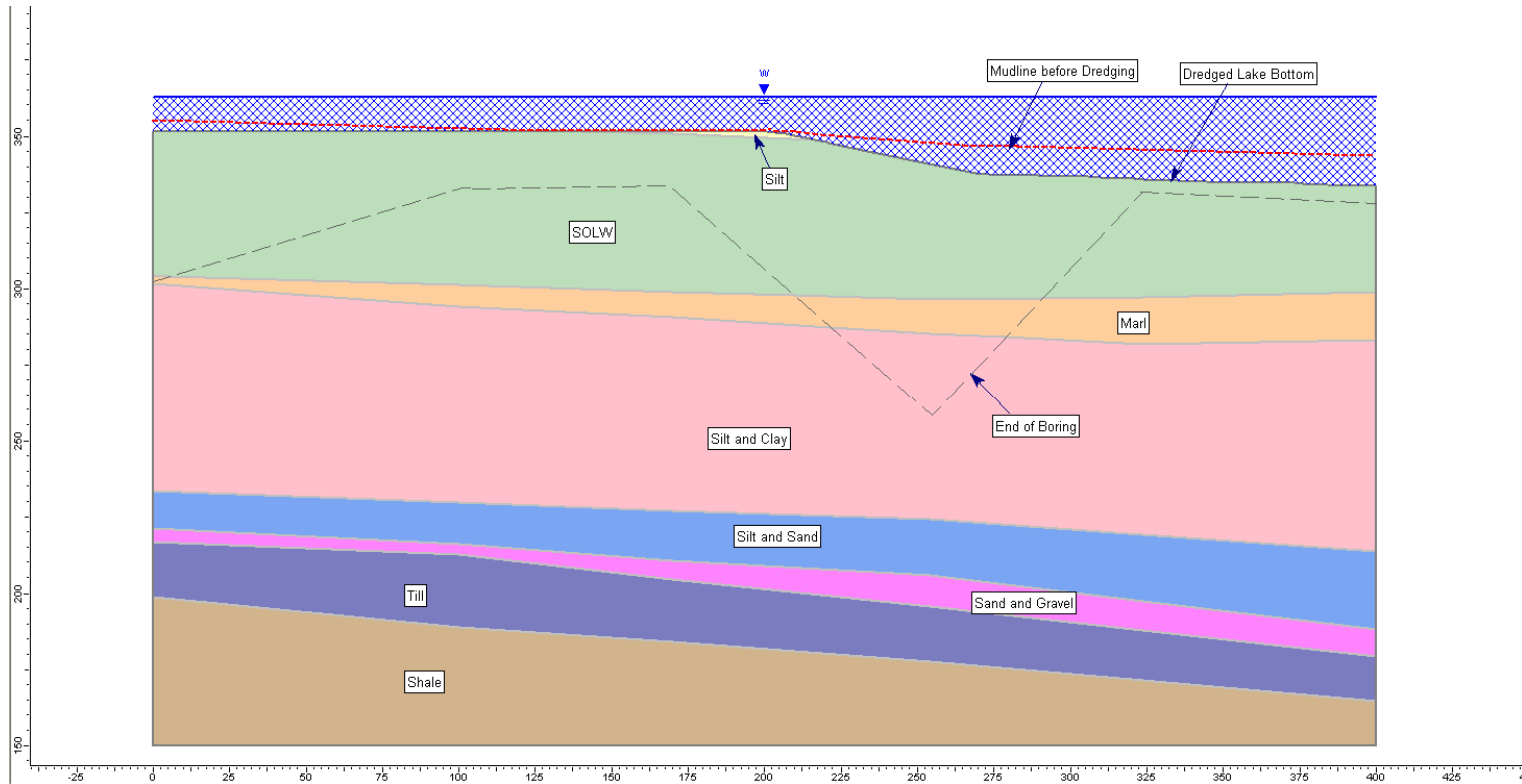 W
Mudline before Dredging
Dredged Lake Bottom
350
Silt
SOLW
300
Marl
End of Boring
250
Silt and Clay
Silt and Sand
200
Till
Sand and Gravel
Shale
150
-25 0 25 50 75 100 125 150 175 200 225 250 275 300 325 350 375 400 425